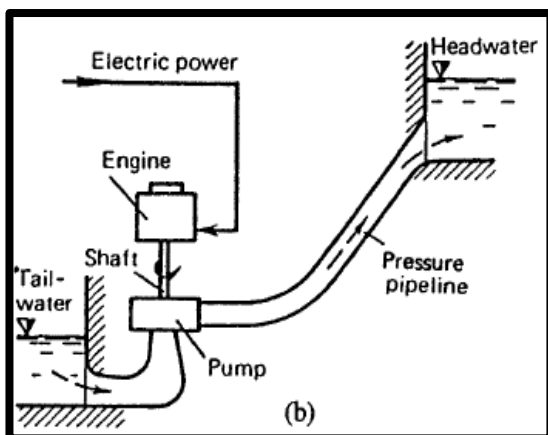 Electric power
Headwater
Engine
Shaft
Tail-
water
Pressure
pipeline
Pump
(b)